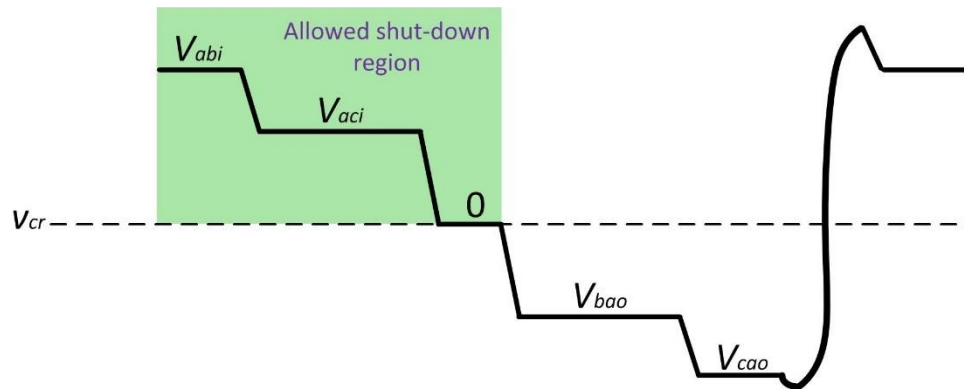 Allowed shut-down
region
Vabi
Vaci
0
vcr
Vbao
Vcao